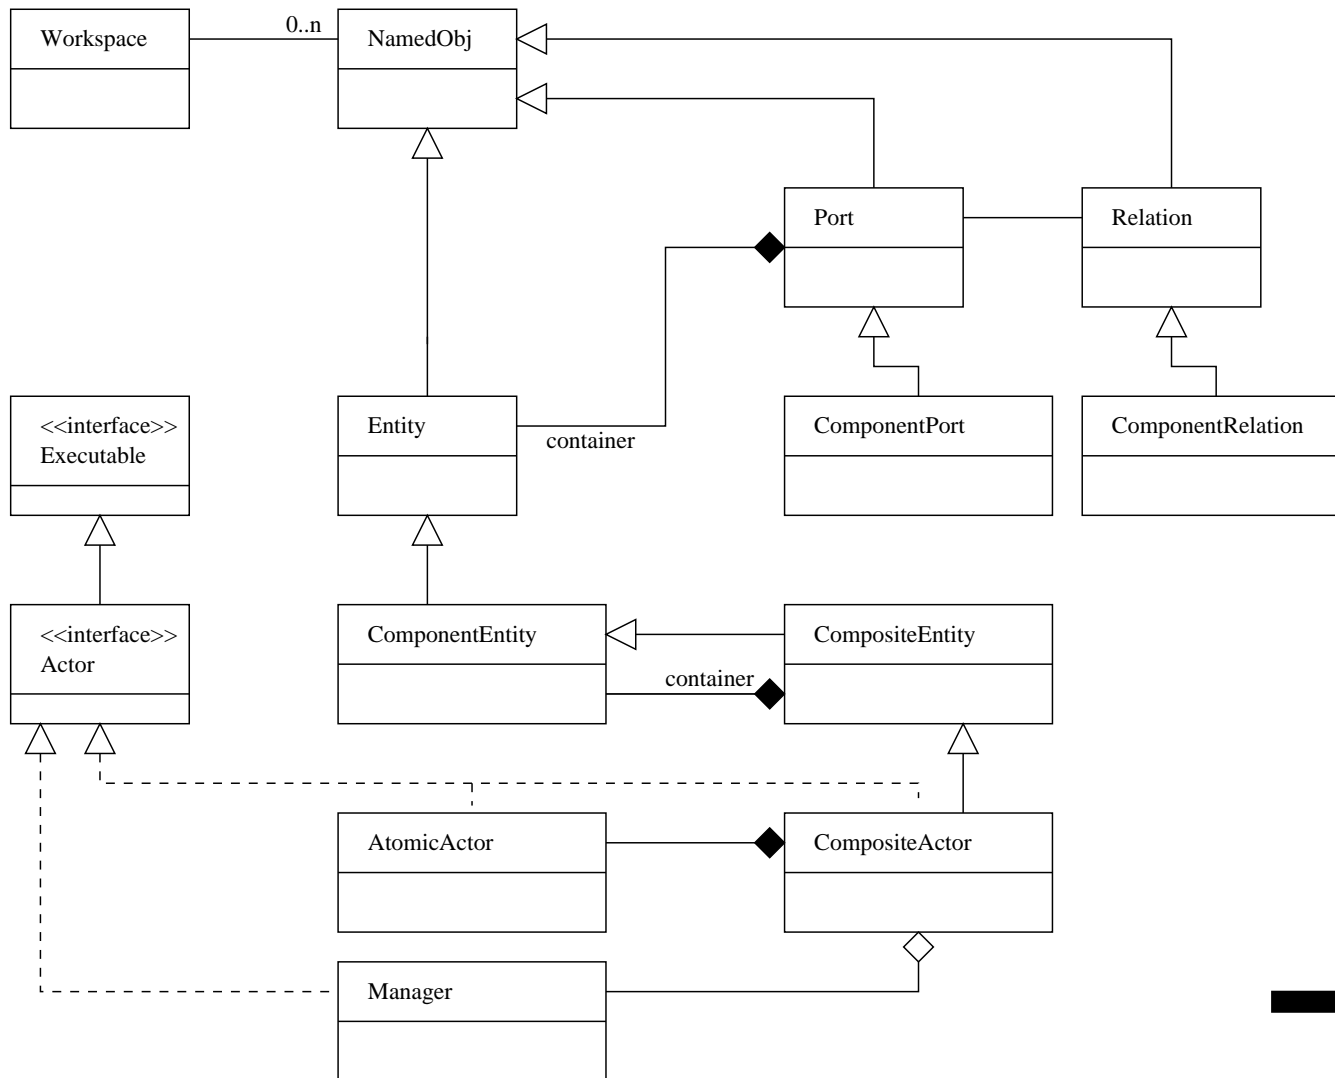 Workspace
0..n
NamedObj
Port
Relation
<<interface>>
Executable
Entity
container
ComponentPort
ComponentRelation
<<interface>>
Actor
ComponentEntity
container
CompositeEntity
AtomicActor
CompositeActor
Manager